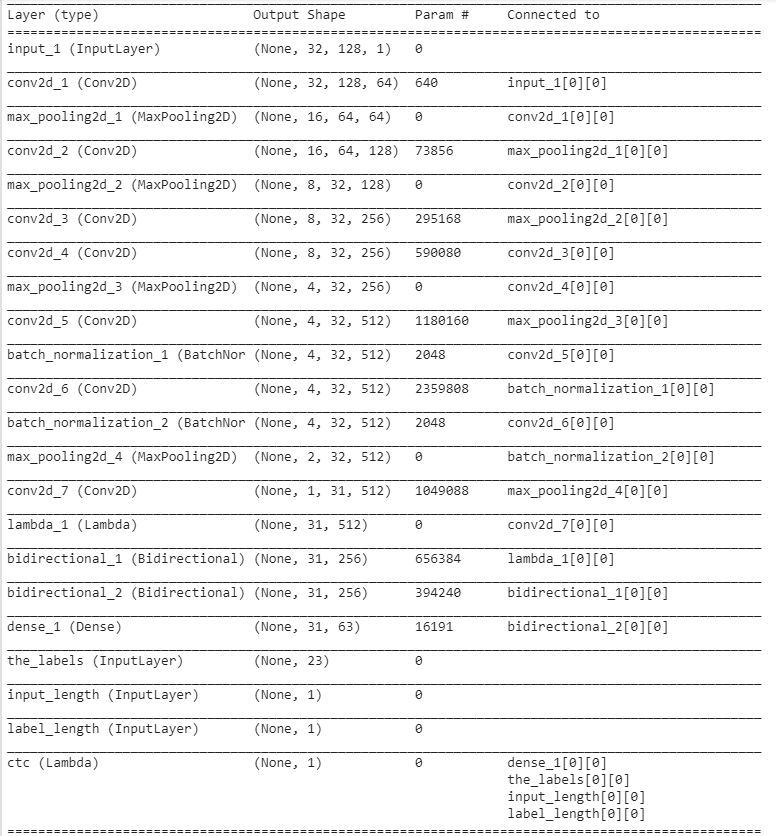 Layer (type) Output Shape Param # Connected to
input_1 (InputLayer) (None, 32, 128, 1) 0
conv2d_1 (Conv2D) (None, 32, 128, 64) 640 input_1[0][0]
max_pooling2d_1 (MaxPooling2D) (None, 16, 64, 64) 0 conv2d_1[0][0]
conv2d_2 (Conv2D) (None, 16, 64, 128) 73856 max_pooling2d_1[0][0]
max_pooling2d_2 (MaxPooling2D) (None, 8, 32, 128) 0 conv2d_2[0][0]
conv2d_3 (Conv2D) (None, 8, 32, 256) 295168 max_pooling2d_2[0][0]
conv2d_4 (Conv2D) (None, 8, 32, 256) 590080 conv2d_3[0][0]
max_pooling2d_3 (MaxPooling2D) (None, 4, 32, 256) 0 conv2d_4[0][0]
conv2d_5 (Conv2D) (None, 4, 32, 512) 1180160 max_pooling2d_3[0][0]
batch_normalization_1 (BatchNor (None, 4, 32, 512) 2048 conv2d_5[0][0]
conv2d_6 (Conv2D) (None, 4, 32, 512) 2359808 batch_normalization_1[0][0]
batch_normalization_2 (BatchNor (None, 4, 32, 512) 2048 conv2d_6[0][0]
max_pooling2d_4 (MaxPooling2D) (None, 2, 32, 512) 0 batch_normalization_2[0][0]
conv2d_7 (Conv2D) (None, 1, 31, 512) 1049088 max_pooling2d_4[0][0]
lambda_1 (Lambda) (None, 31, 512) 0 conv2d_7[0][0]
bidirectional_1 (Bidirectional) (None, 31, 256) 656384 lambda_1[0][0]
bidirectional_2 (Bidirectional) (None, 31, 256) 394240 bidirectional_1[0][0]
dense_1 (Dense) (None, 31, 63) 16191 bidirectional_2[0][0]
the_labels (InputLayer) (None, 23) 0
input_length (InputLayer) (None, 1) 0
label_length (InputLayer) (None, 1) 0
ctc (Lambda) (None, 1) 0 dense_1[0][0]
the_labels[0][0]
input_length[0][0]
label_length[0][0]